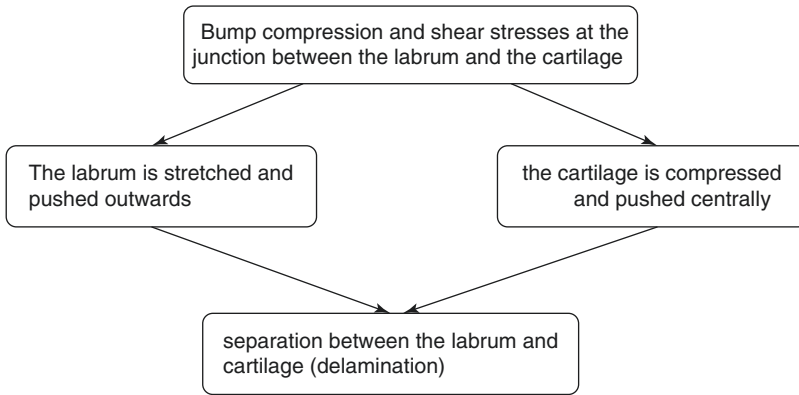 Bump compression and shear stresses at the
junction between the labrum and the cartilage
The labrum is stretched and
pushed outwards
the cartilage is compressed
and pushed centrally
separation between the labrum and
cartilage (delamination)